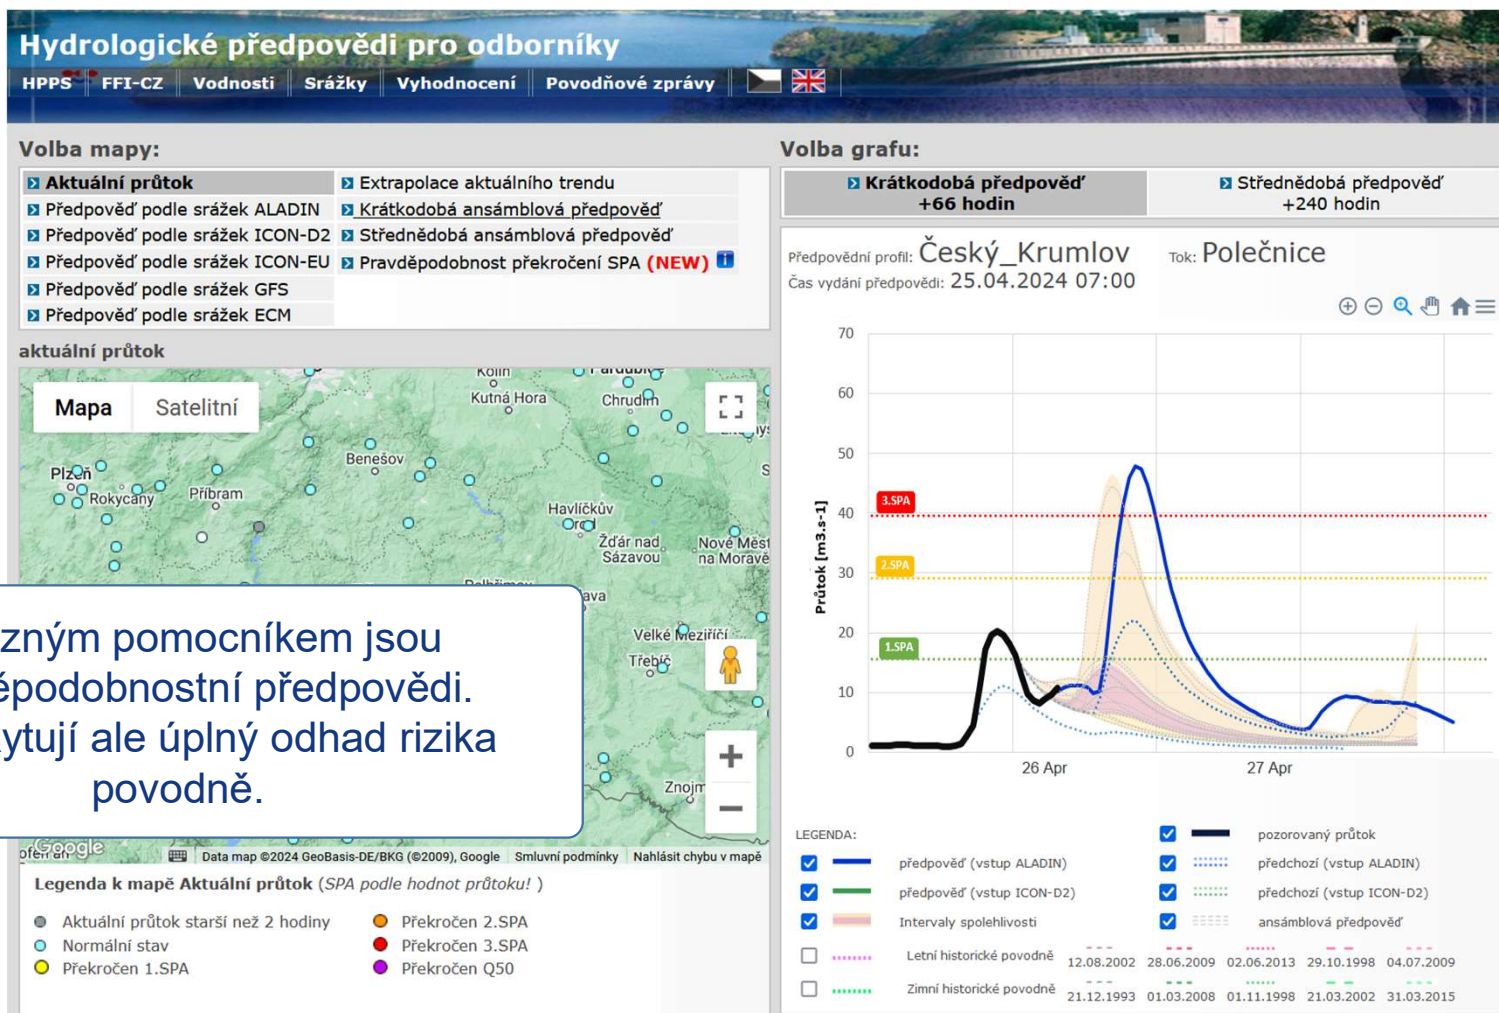 Hydrologické předpovědi pro odborníky
HPPS FFI-CZ Vodnosti Srážky Vyhodnocení Povodňové zprávy
Volba mapy:
Aktuální průtok
Extrapolace aktuálního trendu
Předpověď podle srážek ALADIN
Krátkodobá ansámblová předpověď
Předpověď podle srážek ICON-D2
Střednědobá ansámblová předpověď
Předpověď podle srážek ICON-EU
Pravděpodobnost překročení SPA (NEW) i
Předpověď podle srážek GFS
Předpověď podle srážek ECM
aktuální průtok
Mapa Satelitní
Kolín
Kutná Hora
Chrudim
Plzeň
Rokycany
Příbram
Benešov
Havlíčkův
Brod
Žďár nad
Sázavou
Nové Měst
na Moravě
ava
Velké Meziříčí
Třebíč
Znojm
zným pomocníkem jsou
ěpodobnostní předpovědi.
ytují ale úplný odhad rizika
povodně.
Google
Data map ©2024 GeoBasis-DE/BKG (©2009), Google Smluvní podmínky Nahlásit chybu v mapě
Legenda k mapě Aktuální průtok (SPA podle hodnot průtoku! )
Aktuální průtok starší než 2 hodiny
Překročen 2.SPA
Normální stav
Překročen 3.SPA
Překročen 1.SPA
Překročen Q50
Volba grafu:
Krátkodobá předpověď
+66 hodin
Střednědobá předpověď
+240 hodin
Předpovědní profil: Český_Krumlov Tok: Polečnice
Čas vydání předpovědi: 25.04.2024 07:00
Průtok [m3.s-1]
70
60
50
40
30
20
10
0
3.SPA
2.SPA
1.SPA
26 Apr 27 Apr
LEGENDA:
pozorovaný průtok
předpověď (vstup ALADIN)
předchozí (vstup ALADIN)
předpověď (vstup ICON-D2)
předchozí (vstup ICON-D2)
Intervaly spolehlivosti
ansámblová předpověď
Letní historické povodně 12.08.2002 28.06.2009 02.06.2013 29.10.1998 04.07.2009
Zimní historické povodně 21.12.1993 01.03.2008 01.11.1998 21.03.2002 31.03.2015